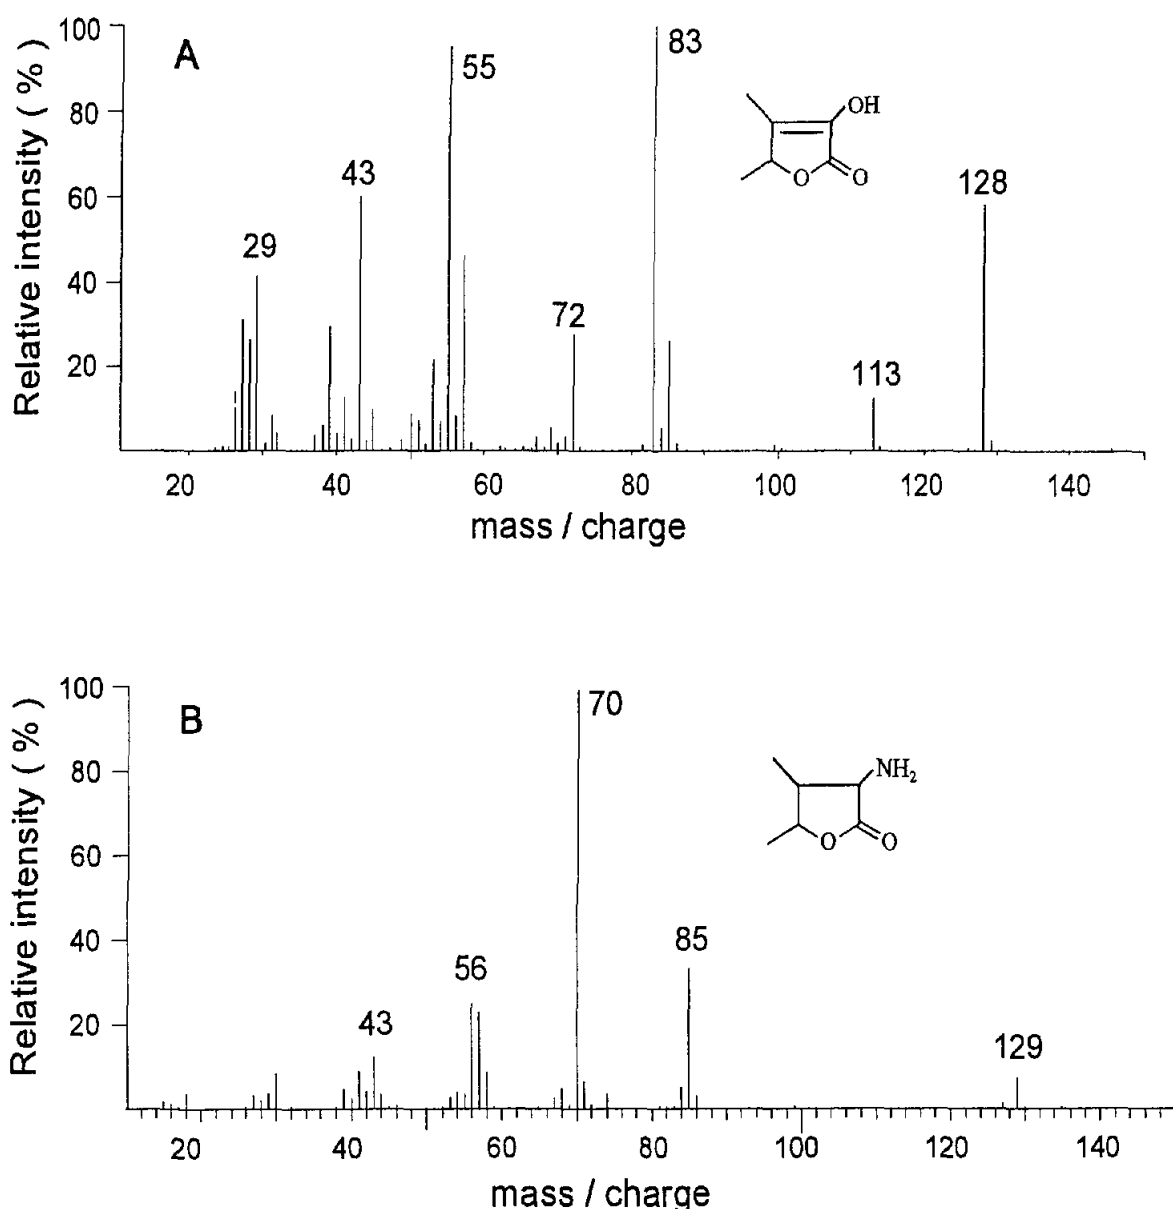 A
Relative intensity ( % )
100
80
60
40
20
29
43
55
72
83
113
128
OH
O
O
20 40 60 80 100 120 140
mass / charge
B
Relative intensity ( % )
100
80
60
40
20
43
56
70
85
129
NH₂
O
O
20 40 60 80 100 120 140
mass / charge